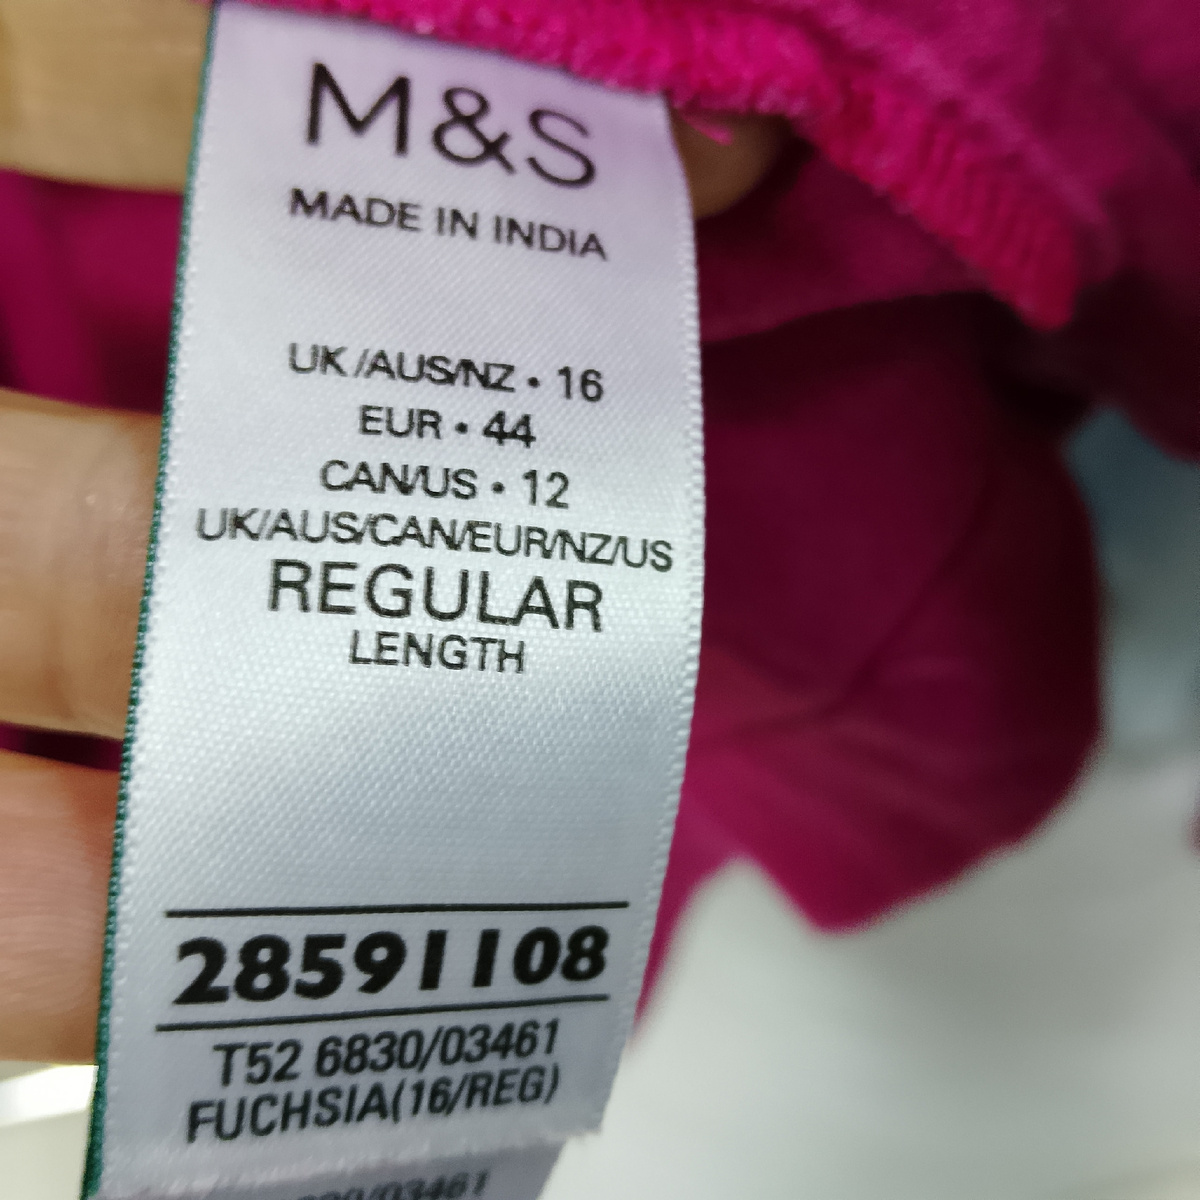 M&S
MADE IN INDIA
UK/AUS/NZ • 16
EUR • 44
CAN/US • 12
UK/AUS/CAN/EUR/NZ/US
REGULAR
LENGTH
28591108
T52 6830/03461
FUCHSIA(16/REG)
/03461